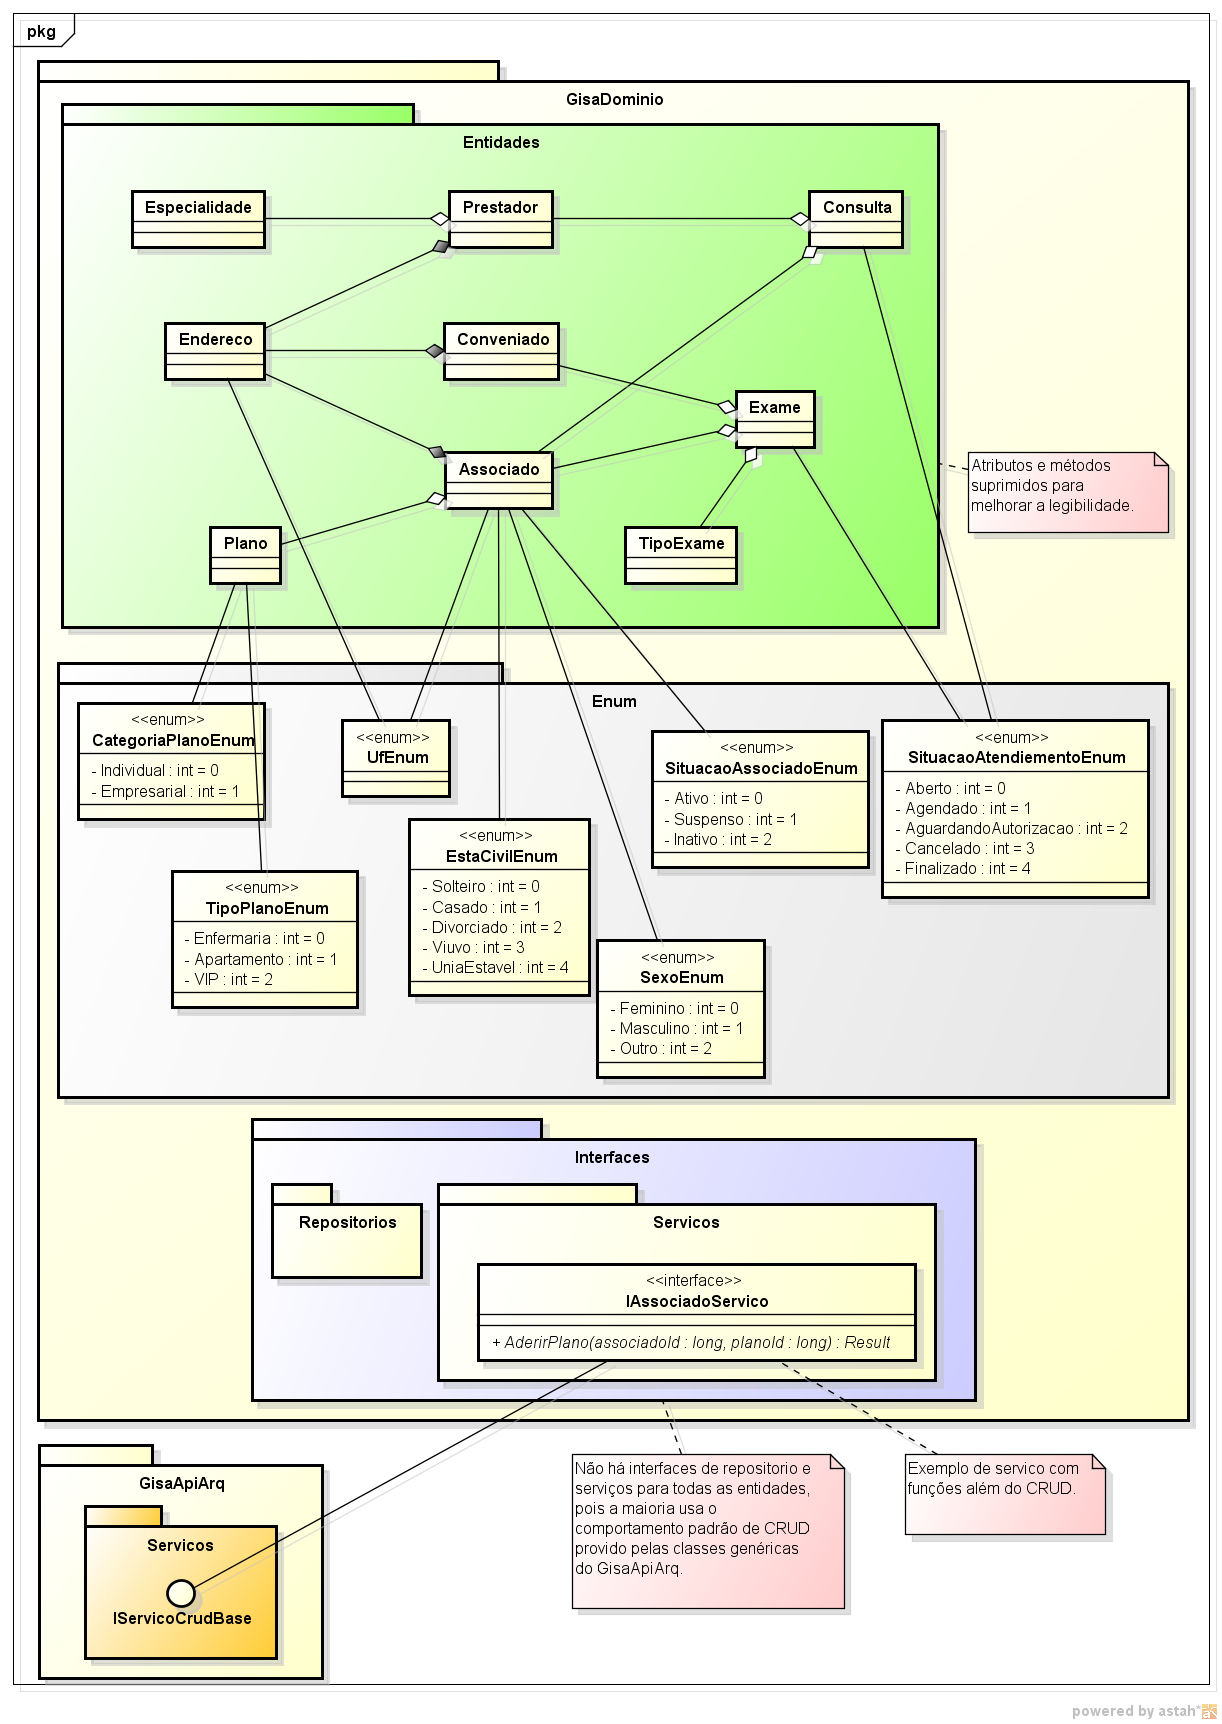 pkg
GisaDominio
Entidades
Especialidade
Prestador
Consulta
Endereco
Conveniado
Exame
Associado
Atributos e métodos
suprimidos para
melhorar a legibilidade.
Plano
TipoExame
Enum
<<enum>>
CategoriaPlanoEnum
- Individual : int = 0
- Empresarial : int = 1
<<enum>>
UfEnum
<<enum>>
SituacaoAssociadoEnum
- Ativo : int = 0
- Suspenso : int = 1
- Inativo : int = 2
<<enum>>
SituacaoAtendiementoEnum
- Aberto : int = 0
- Agendado : int = 1
- AguardandoAutorizacao : int = 2
- Cancelado : int = 3
- Finalizado : int = 4
<<enum>>
TipoPlanoEnum
- Enfermaria : int = 0
- Apartamento : int = 1
- VIP : int = 2
<<enum>>
EstaCivilEnum
- Solteiro : int = 0
- Casado : int = 1
- Divorciado : int = 2
- Viuvo : int = 3
- UniaEstavel : int = 4
<<enum>>
SexoEnum
- Feminino : int = 0
- Masculino : int = 1
- Outro : int = 2
Interfaces
Repositorios
Servicos
<<interface>>
IAssociadoServico
+ AderirPlano(associadoId : long, planoId : long) : Result
GisaApiArq
Servicos
IServicoCrudBase
Não há interfaces de repositorio e
serviços para todas as entidades,
pois a maioria usa o
comportamento padrão de CRUD
provido pelas classes genéricas
do GisaApiArq.
Exemplo de servico com
funções além do CRUD.
powered by astah*